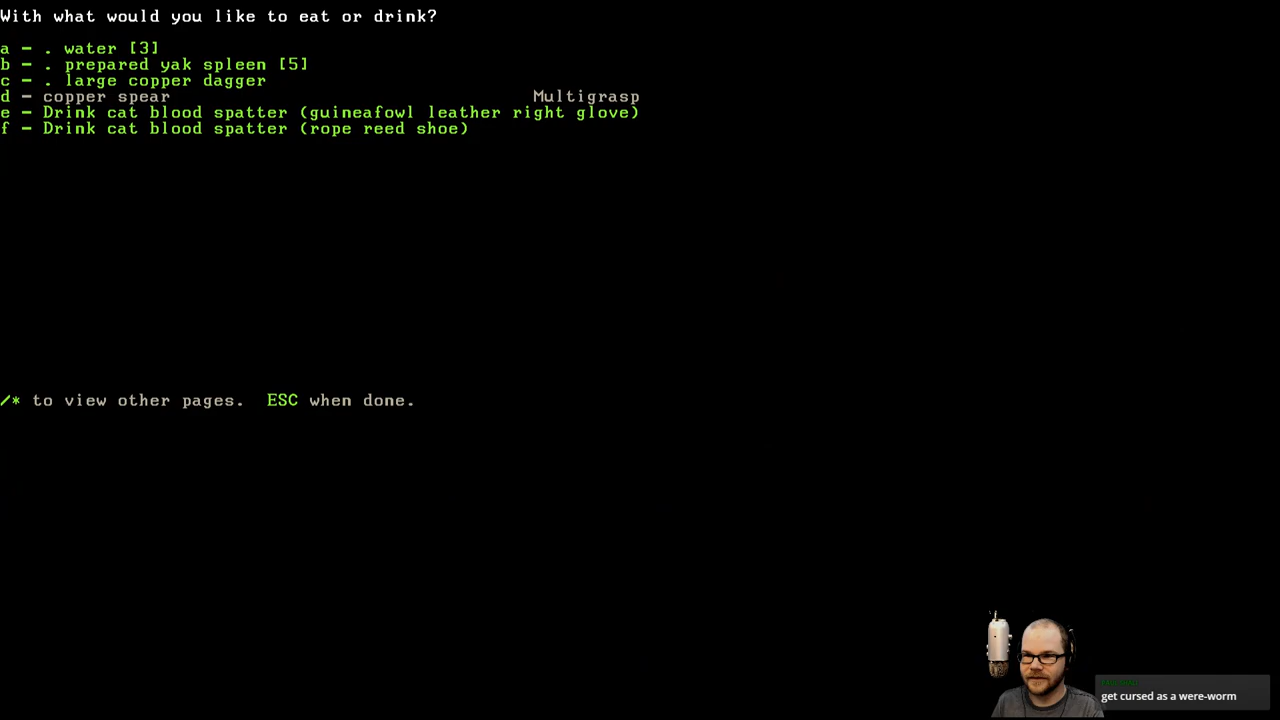 With what would you like to eat or drink?
a - . water [3]
b - . prepared yak spleen [5]
c - . large copper dagger
d - copper spear Multigrasp
e - Drink cat blood spatter (guineafowl leather right glove)
f - Drink cat blood spatter (rope reed shoe)
/* to view other pages. ESC when done.
get cursed as a were-worm